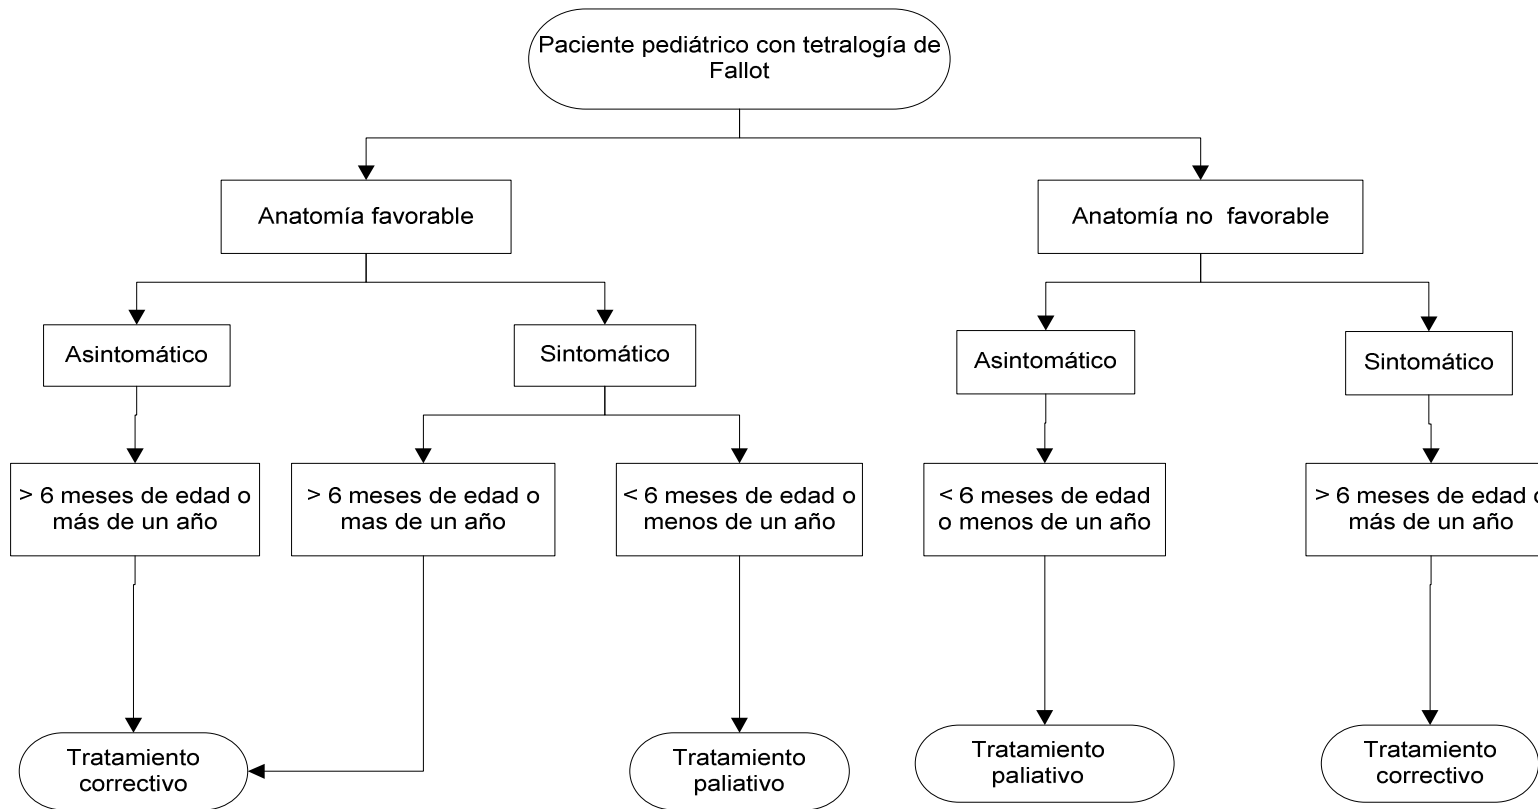 Paciente pediátrico con tetralogía de
Fallot
Anatomía favorable
Anatomía no  favorable
Asintomático
Sintomático
Asintomático
Sintomático
> 6 meses de edad o
más de un año
> 6 meses de edad o
mas de un año
< 6 meses de edad o
menos de un año
< 6 meses de edad
o menos de un año
> 6 meses de edad o
más de un año
Tratamiento
correctivo
Tratamiento
paliativo
Tratamiento
paliativo
Tratamiento
correctivo